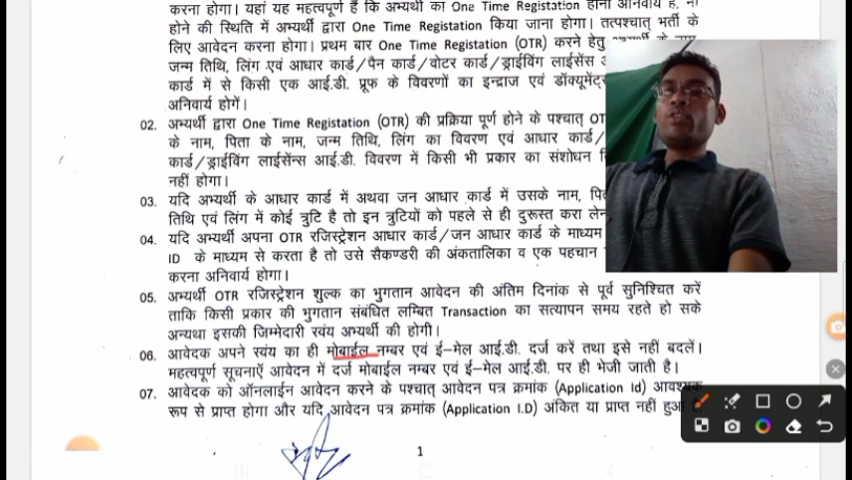 करना होगा। यहां यह महत्वपूर्ण हैं कि अभ्यर्थी का One Time Registation होना अनिवार्य है, ना
होने की स्थिति में अभ्यर्थी द्वारा One Time Registation किया जाना होगा। तत्पश्चात् भर्ती के
लिए आवेदन करना होगा। प्रथम बार One Time Registation (OTR) करने हेतु
जन्म तिथि, लिंग एवं आधार कार्ड/पैन कार्ड/वोटर कार्ड/ड्राईविंग लाईसेंस
कार्ड में से किसी एक आई.डी. प्रूफ के विवरणों का इन्द्राज एवं डॉक्यूमेंट्
अनिवार्य होगें।
02. अभ्यर्थी द्वारा One Time Registation (OTR) की प्रक्रिया पूर्ण होने के पश्चात्
के नाम, पिता के नाम, जन्म तिथि, लिंग का विवरण एवं आधार कार्ड/
कार्ड/ड्राईविंग लाईसेंन्स आई.डी. विवरण में किसी भी प्रकार का संशोधन
नहीं होगा।
03. यदि अभ्यर्थी के आधार कार्ड में अथवा जन आधार कार्ड में उसके नाम,
तिथि एवं लिंग में कोई त्रुटि है तो इन त्रुटियों को पहले से ही दुरूस्त करा
04. यदि अभ्यर्थी अपना OTR रजिस्ट्रेशन आधार कार्ड/जन आधार कार्ड के माध्यम
ID के माध्यम से करता है तो उसे सैकण्डरी की अंकतालिका व एक पहचान
करना अनिवार्य होगा।
05. अभ्यर्थी OTR रजिस्ट्रेशन शुल्क का भुगतान आवेदन की अंतिम दिनांक से पूर्व सुनिश्चित करें
ताकि किसी प्रकार की भुगतान संबंधित लम्बित Transaction का सत्यापन समय रहते हो सके
अन्यथा इसकी जिम्मेदारी स्वंय अभ्यर्थी की होगी।
06. आवेदक अपने स्वंय का ही मोबाईल नम्बर एवं ई-मेल आई.डी. दर्ज करें तथा इसे नहीं बदलें।
महत्वपूर्ण सूचनाऐं आवेदन में दर्ज मोबाईल नम्बर एवं ई-मेल आई.डी. पर ही भेजी जाती है।
07. आवेदक को ऑनलाईन आवेदन करने के पश्चात् आवेदन पत्र क्रमांक (Application Id) आवश्यक
रूप से प्राप्त होगा और यदि आवेदन पत्र क्रमांक (Application I.D) अंकित या प्राप्त नहीं हुआ
1